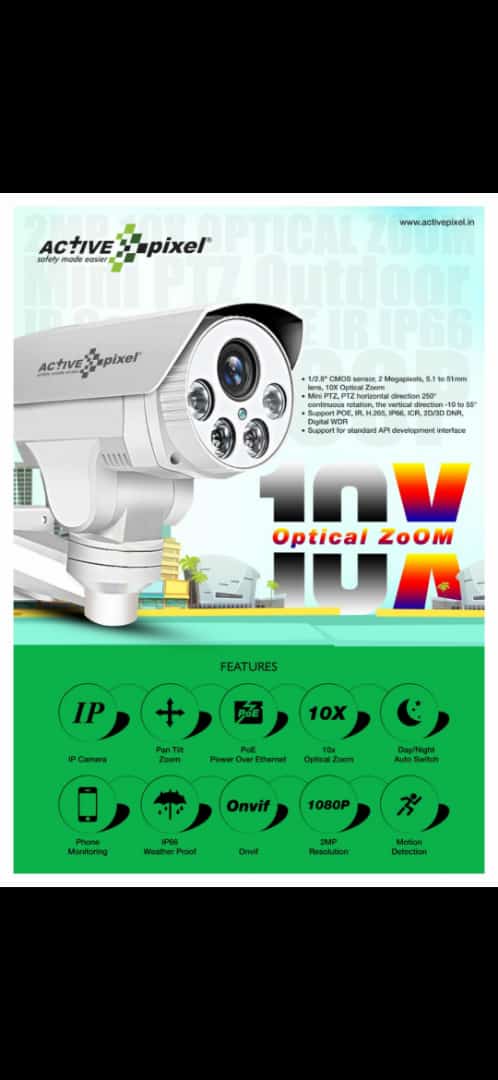 www.activepixel.in
2MP 10X OPTICAL ZOOM
Mini PTZ Outdoor
IR IP66
ACTIVE pixel®
safety made easier
ACTIVE pixel®
• 1/2.8" CMOS sensor, 2 Megapixels, 5.1 to 51mm
lens, 10X Optical Zoom
• Mini PTZ, PTZ horizontal direction 250°
continuous rotation, the vertical direction -10 to 55°
• Support POE, IR, H.265, IP66, ICR, 2D/3D DNR,
Digital WDR
• Support for standard API development interface
10X
Optical ZoOM
FEATURES
IP
PoE
10X
IP Camera
Pan Tilt
Zoom
PoE
Power Over Ethernet
10x
Optical Zoom
Day/Night
Auto Switch
Onvif
1080P
Phone
Monitoring
IP66
Weather Proof
Onvif
2MP
Resolution
Motion
Detection